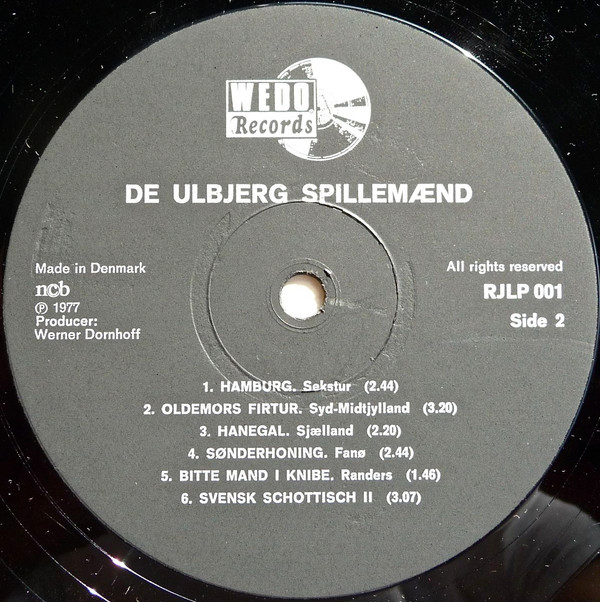 WEDO
Records
DE ULBJERG SPILLEMÆND
Made in Denmark
ncb
Ⓟ 1977
Producer:
Werner Dornhoff
All rights reserved
RJLP 001
Side 2
1. HAMBURG. Sekstur (2.44)
2. OLDEMORS FIRTUR. Syd-Midtjylland (3.20)
3. HANEGAL. Sjælland (2.20)
4. SØNDERHONING. Fanø (2.44)
5. BITTE MAND I KNIBE. Randers (1.46)
6. SVENSK SCHOTTISCH II (3.07)